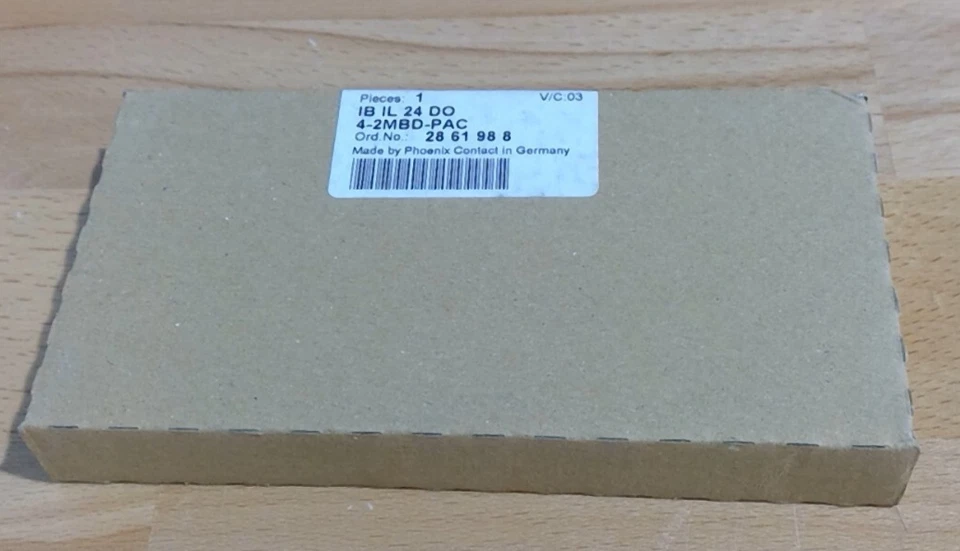 Pieces: 1 V/C:03
IB IL 24 DO
4-2MBD-PAC
Ord.No.: 28 61 98 8
Made by Phoenix Contact in Germany